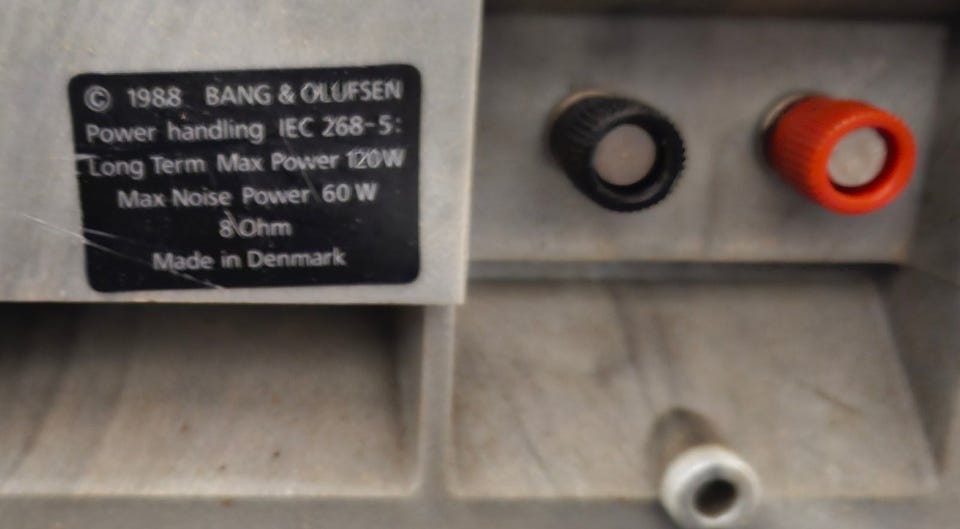 © 1988 BANG & OLUFSEN
Power handling IEC 268-5:
Long Term Max Power 120W
Max Noise Power 60 W
8 Ohm
Made in Denmark